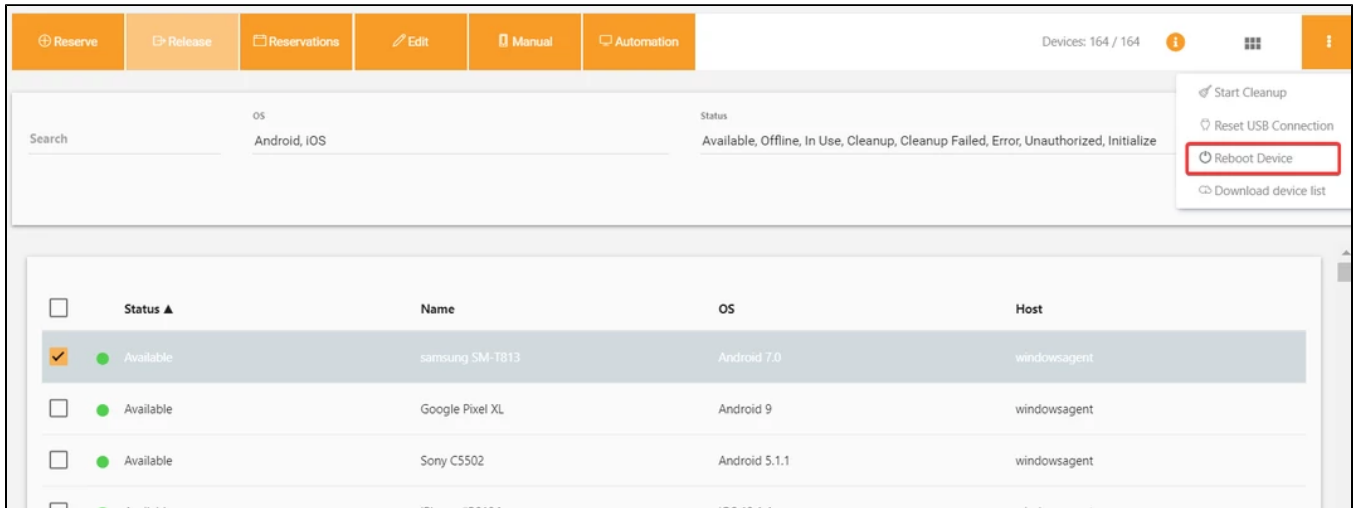 Reserve Release Reservations Edit Manual Automation Devices: 164 / 164
Start Cleanup
Reset USB Connection
Reboot Device
Download device list
Search
OS
Android, iOS
Status
Available, Offline, In Use, Cleanup, Cleanup Failed, Error, Unauthorized, Initialize
Status ▲ Name OS Host
Available samsung SM-T813 Android 7.0 windowsagent
Available Google Pixel XL Android 9 windowsagent
Available Sony C5502 Android 5.1.1 windowsagent